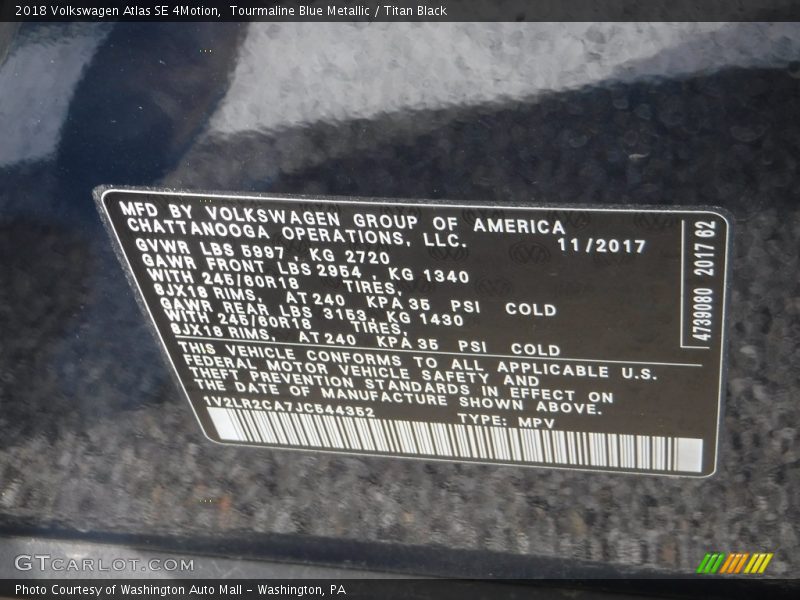 2018 Volkswagen Atlas SE 4Motion, Tourmaline Blue Metallic / Titan Black
MFD BY VOLKSWAGEN GROUP OF AMERICA
CHATTANOOGA OPERATIONS, LLC. 11/2017
GVWR LBS 5997 , KG 2720
GAWR FRONT LBS 2954 , KG 1340
WITH 245/60R18 TIRES,
8JX18 RIMS, AT 240 KPA 35 PSI COLD
GAWR REAR LBS 3153, KG 1430
WITH 245/60R18 TIRES,
8JX18 RIMS, AT 240 KPA 35 PSI COLD
THIS VEHICLE CONFORMS TO ALL APPLICABLE U.S.
FEDERAL MOTOR VEHICLE SAFETY AND
THEFT PREVENTION STANDARDS IN EFFECT ON
THE DATE OF MANUFACTURE SHOWN ABOVE.
1V2LR2CA7JC544352 TYPE: MPV
4739080 2017 62
GTCARLOT.COM
Photo Courtesy of Washington Auto Mall - Washington, PA